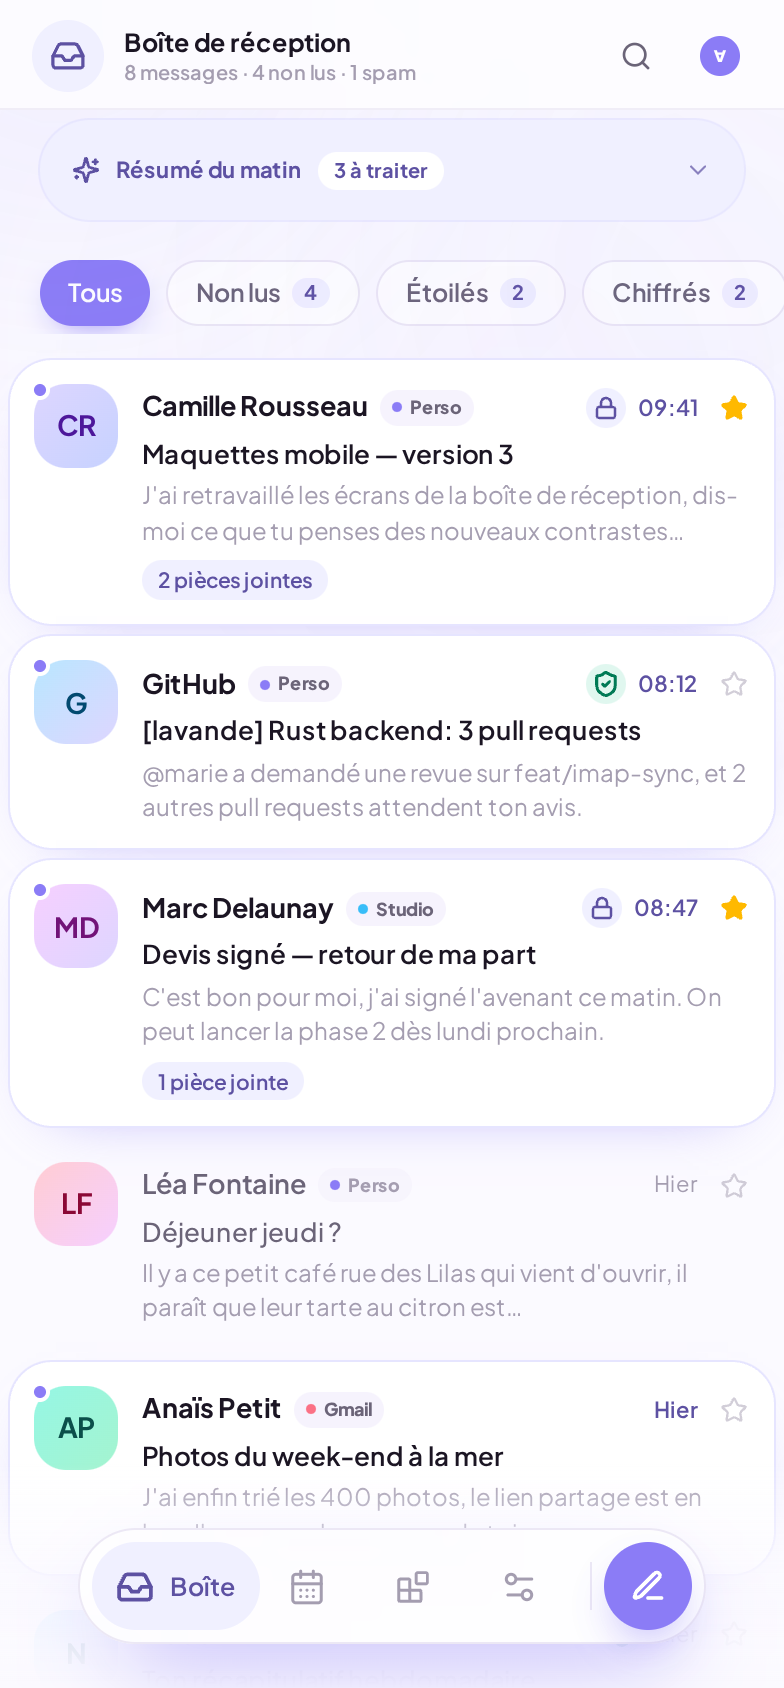 Boîte de réception
8 messages · 4 non lus · 1 spam
Résumé du matin 3 à traiter
Tous Non lus 4 Étoilés 2 Chiffrés 2
CR Camille Rousseau Perso 09:41
Maquettes mobile — version 3
J'ai retravaillé les écrans de la boîte de réception, dis-
moi ce que tu penses des nouveaux contrastes…
2 pièces jointes
G GitHub Perso 08:12
[lavande] Rust backend: 3 pull requests
@marie a demandé une revue sur feat/imap-sync, et 2
autres pull requests attendent ton avis.
MD Marc Delaunay Studio 08:47
Devis signé — retour de ma part
C'est bon pour moi, j'ai signé l'avenant ce matin. On
peut lancer la phase 2 dès lundi prochain.
1 pièce jointe
LF Léa Fontaine Perso Hier
Déjeuner jeudi ?
Il y a ce petit café rue des Lilas qui vient d'ouvrir, il
paraît que leur tarte au citron est…
AP Anaïs Petit Gmail Hier
Photos du week-end à la mer
J'ai enfin trié les 400 photos, le lien partage est en
Boîte
N